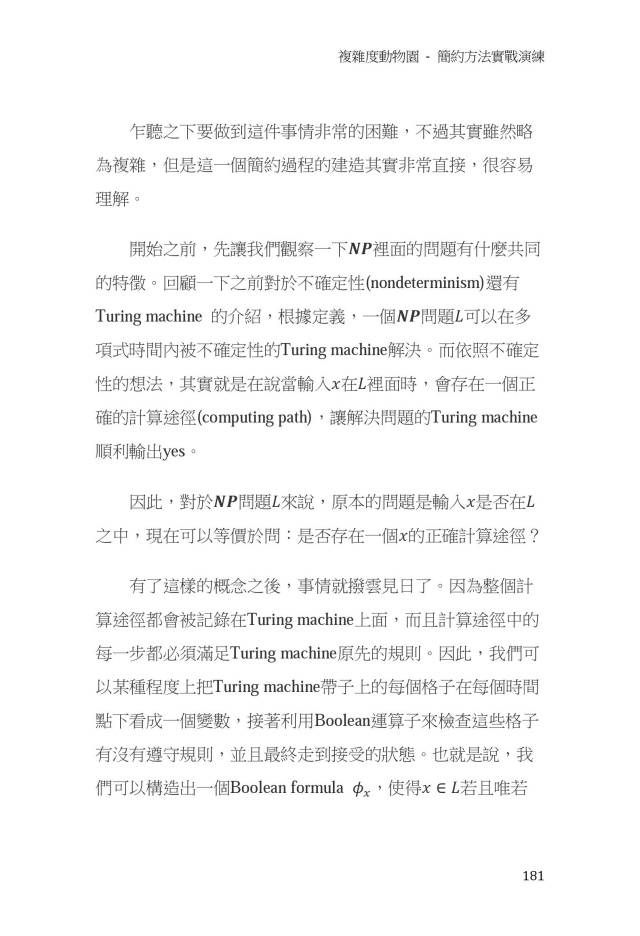 複雜度動物園 - 簡約方法實戰演練
乍聽之下要做到這件事情非常的困難，不過其實雖然略
為複雜，但是這一個簡約過程的建造其實非常直接，很容易
理解。
開始之前，先讓我們觀察一下NP裡面的問題有什麼共同
的特徵。回顧一下之前對於不確定性(nondeterminism)還有
Turing machine 的介紹，根據定義，一個NP問題L可以在多
項式時間內被不確定性的Turing machine解決。而依照不確定
性的想法，其實就是在說當輸入x在L裡面時，會存在一個正
確的計算途徑(computing path)，讓解決問題的Turing machine
順利輸出yes。
因此，對於NP問題L來說，原本的問題是輸入x是否在L
之中，現在可以等價於問：是否存在一個x的正確計算途徑？
有了這樣的概念之後，事情就撥雲見日了。因為整個計
算途徑都會被記錄在Turing machine上面，而且計算途徑中的
每一步都必須滿足Turing machine原先的規則。因此，我們可
以某種程度上把Turing machine帶子上的每個格子在每個時間
點下看成一個變數，接著利用Boolean運算子來檢查這些格子
有沒有遵守規則，並且最終走到接受的狀態。也就是說，我
們可以構造出一個Boolean formula ϕₓ，使得x ∈ L若且唯若
181